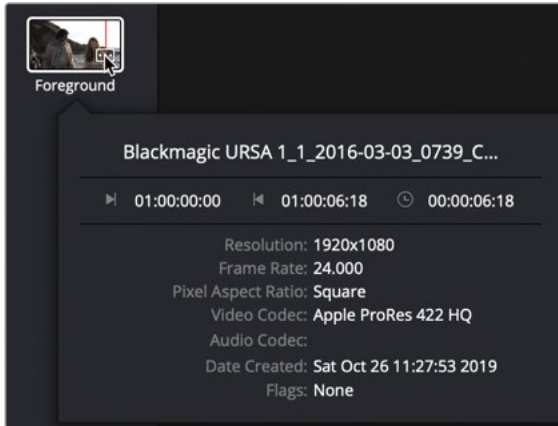 Foreground
Blackmagic URSA 1_1_2016-03-03_0739_C...
01:00:00:00 01:00:06:18 00:00:06:18
Resolution: 1920x1080
Frame Rate: 24.000
Pixel Aspect Ratio: Square
Video Codec: Apple ProRes 422 HQ
Audio Codec:
Date Created: Sat Oct 26 11:27:53 2019
Flags: None